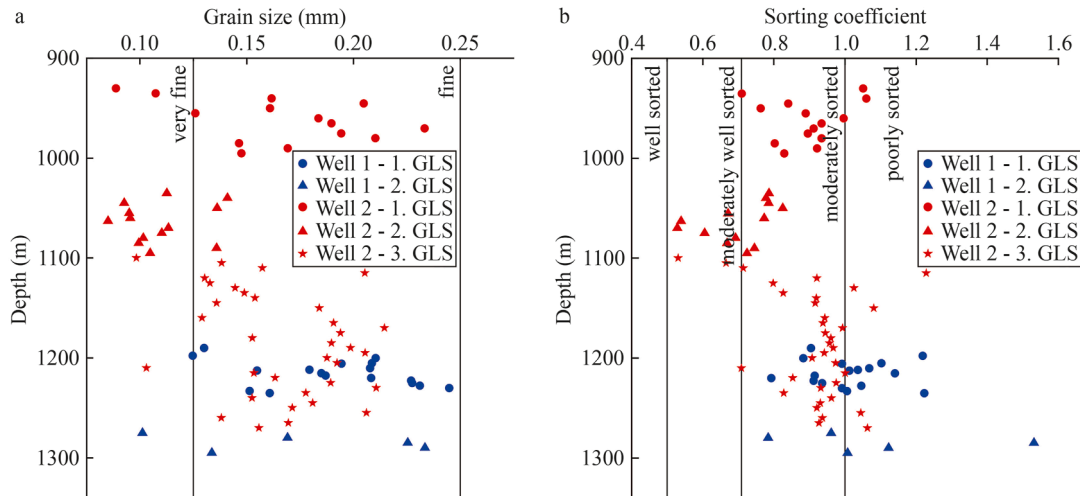 a
Grain size (mm)
0.10 0.15 0.20 0.25
900
1000
1100
1200
1300
Depth (m)
very fine
fine
Well 1 - 1. GLS
Well 1 - 2. GLS
Well 2 - 1. GLS
Well 2 - 2. GLS
Well 2 - 3. GLS
b
Sorting coefficient
0.4 0.6 0.8 1.0 1.2 1.4 1.6
900
1000
1100
1200
1300
Depth (m)
well sorted
moderately well sorted
moderately sorted
poorly sorted
Well 1 - 1. GLS
Well 1 - 2. GLS
Well 2 - 1. GLS
Well 2 - 2. GLS
Well 2 - 3. GLS